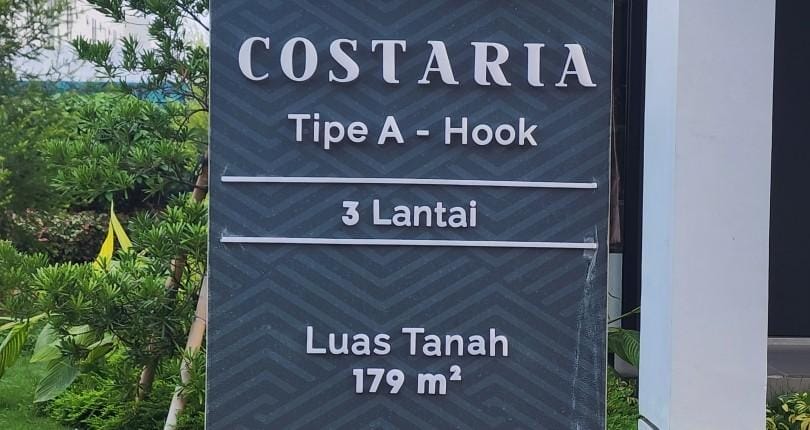 COSTARIA
Tipe A - Hook
3 Lantai
Luas Tanah
179 m²